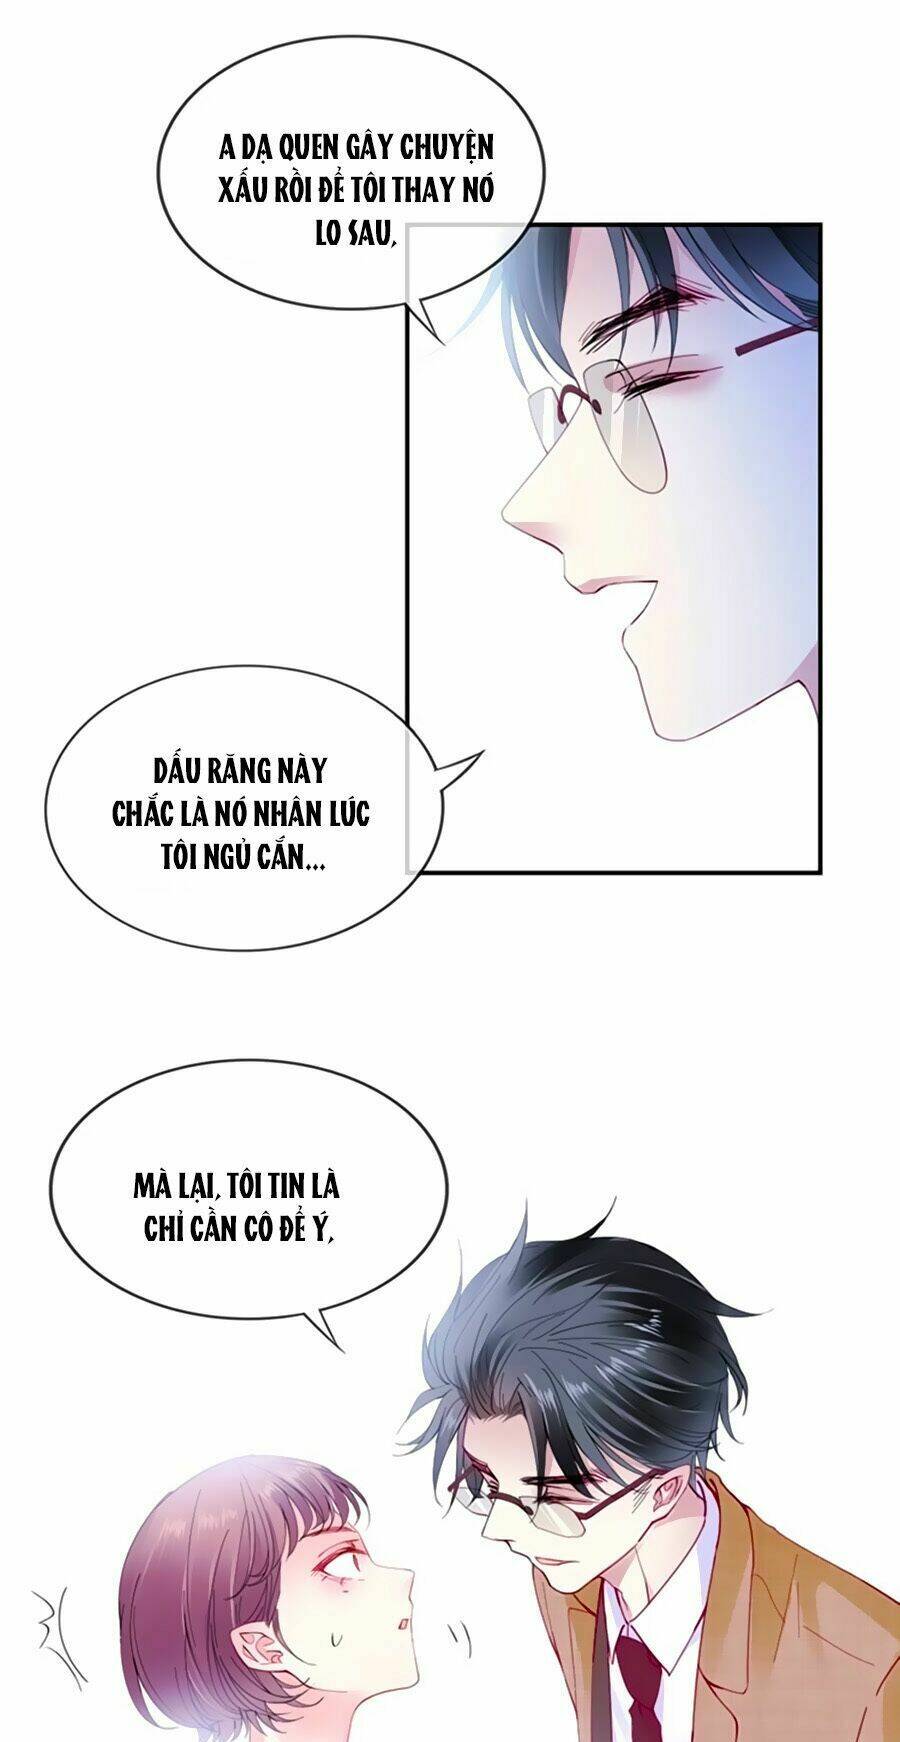 A DẠ QUEN GÂY CHUYỆN
XẤU RỒI ĐỂ TÔI THAY NÓ
LO SAU,
DẤU RĂNG NÀY
CHẮC LÀ NÓ NHÂN LÚC
TÔI NGỦ CẮN...
MÀ LẠI, TÔI TIN LÀ
CHỈ CẦN CÔ ĐỂ Ý,